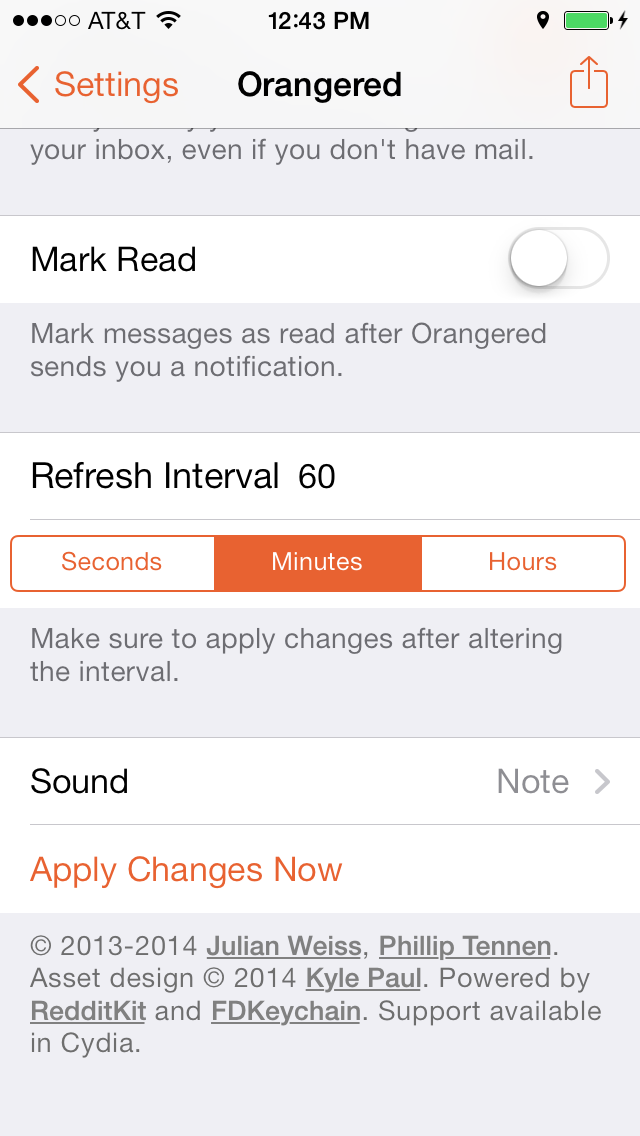 AT&T 12:43 PM
Settings Orangered
your inbox, even if you don't have mail.
Mark Read
Mark messages as read after Orangered
sends you a notification.
Refresh Interval 60
Seconds Minutes Hours
Make sure to apply changes after altering
the interval.
Sound Note
Apply Changes Now
© 2013-2014 Julian Weiss, Phillip Tennen.
Asset design © 2014 Kyle Paul. Powered by
RedditKit and FDKeychain. Support available
in Cydia.